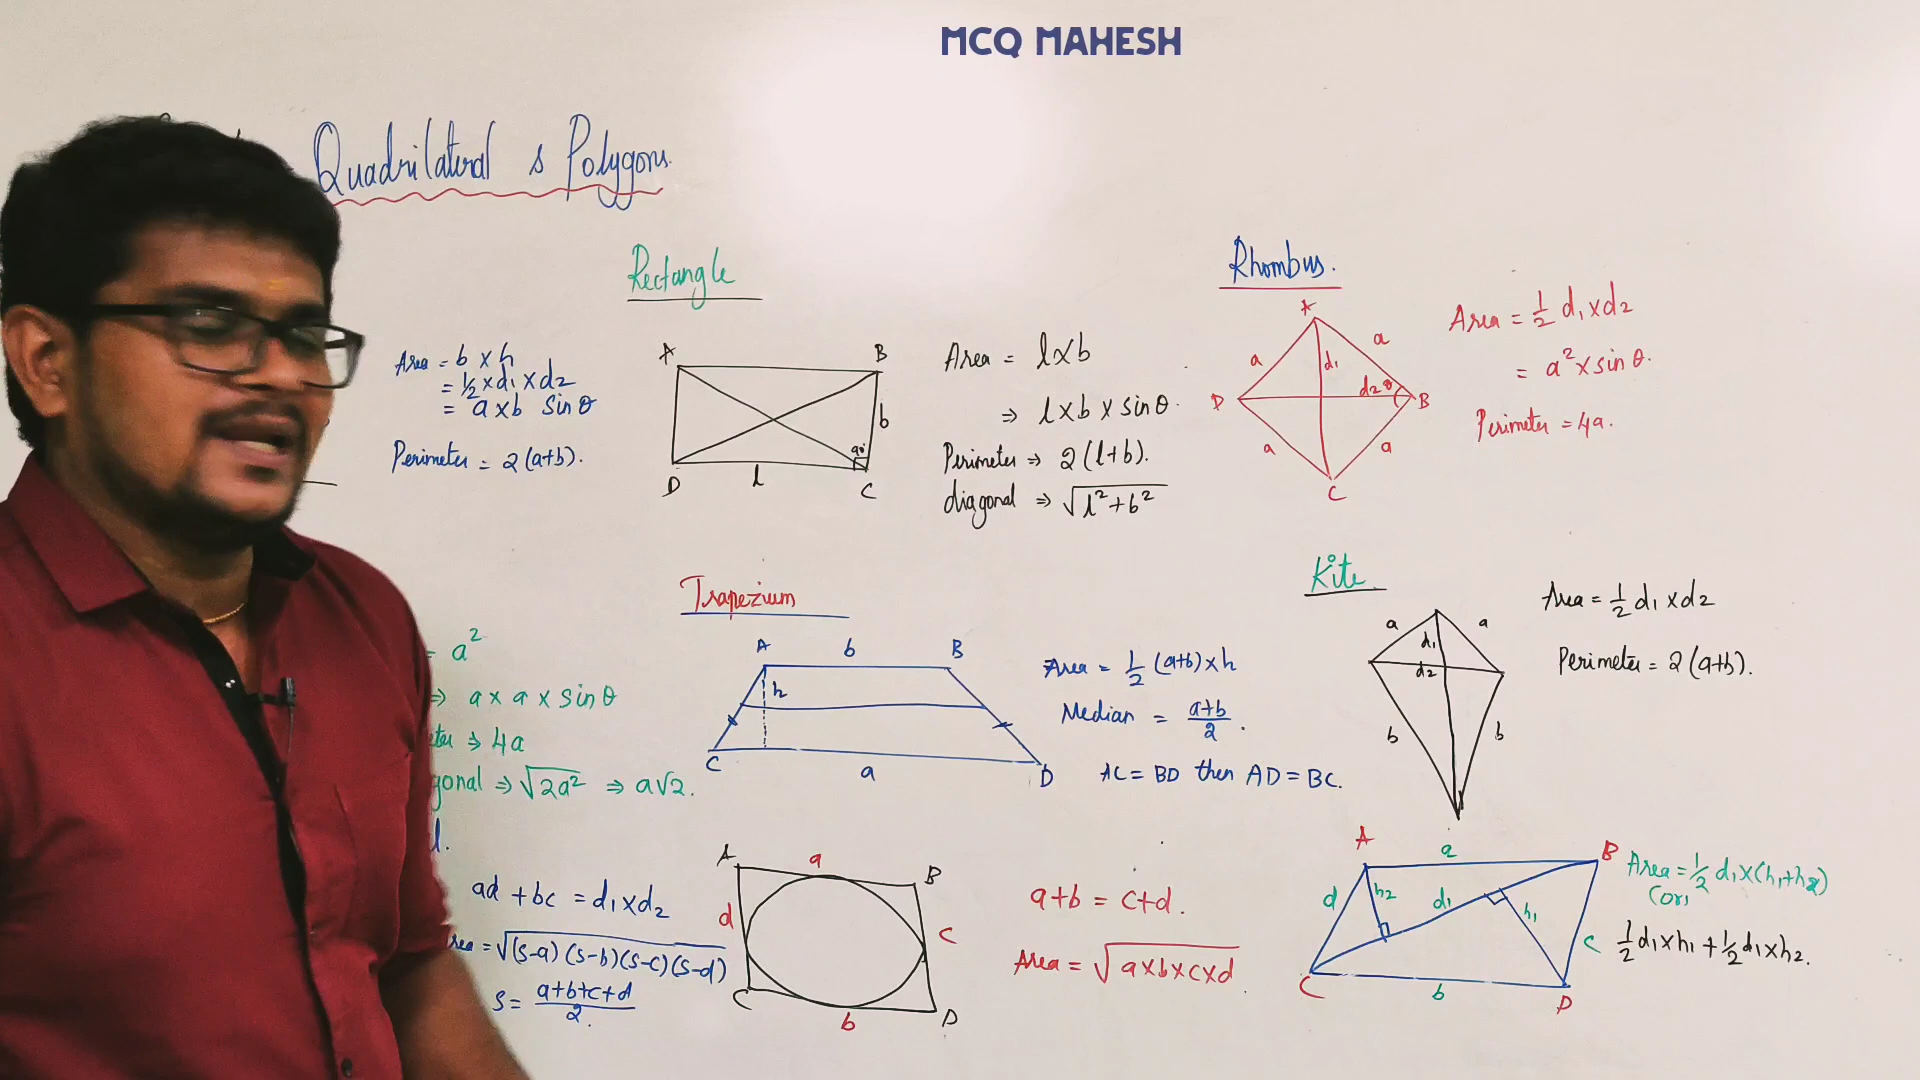 MCQ MAHESH
Quadrilateral s Polygons.
Area = b x h
= 1/2 x d1 x d2
= a x b Sin θ
Perimeter = 2(a+b).
Rectangle
A
B
b
90°
D
l
C
Area = l x b
⇒ l x b x sin θ.
Perimeter ⇒ 2(l+b).
diagonal ⇒ √l²+b²
Rhombus.
A
a
a
d1
D
d2
θ
B
a
a
C
Area = 1/2 d1 x d2
= a² x sin θ.
Perimeter = 4a.
= a²
⇒ a x a x sin θ
⇒ 4a
gonal ⇒ √2a² ⇒ a√2.
l.
Trapezium
A
b
B
h
C
a
D
Area = 1/2 (a+b) x h
Median = a+b/2.
AC = BD then AD = BC.
Kite
a
a
d1
d2
b
b
Area = 1/2 d1 x d2
Perimeter = 2(a+b).
ad + bc = d1 x d2
rea = √(s-a)(s-b)(s-c)(s-d)
S = a+b+c+d/2.
A
a
B
d
C
C
b
D
a+b = c+d.
Area = √a x b x c x d
A
a
B
d
h2
d1
h1
C
C
b
D
Area = 1/2 d1 x (h1+h2)
(or)
1/2 d1 x h1 + 1/2 d1 x h2.